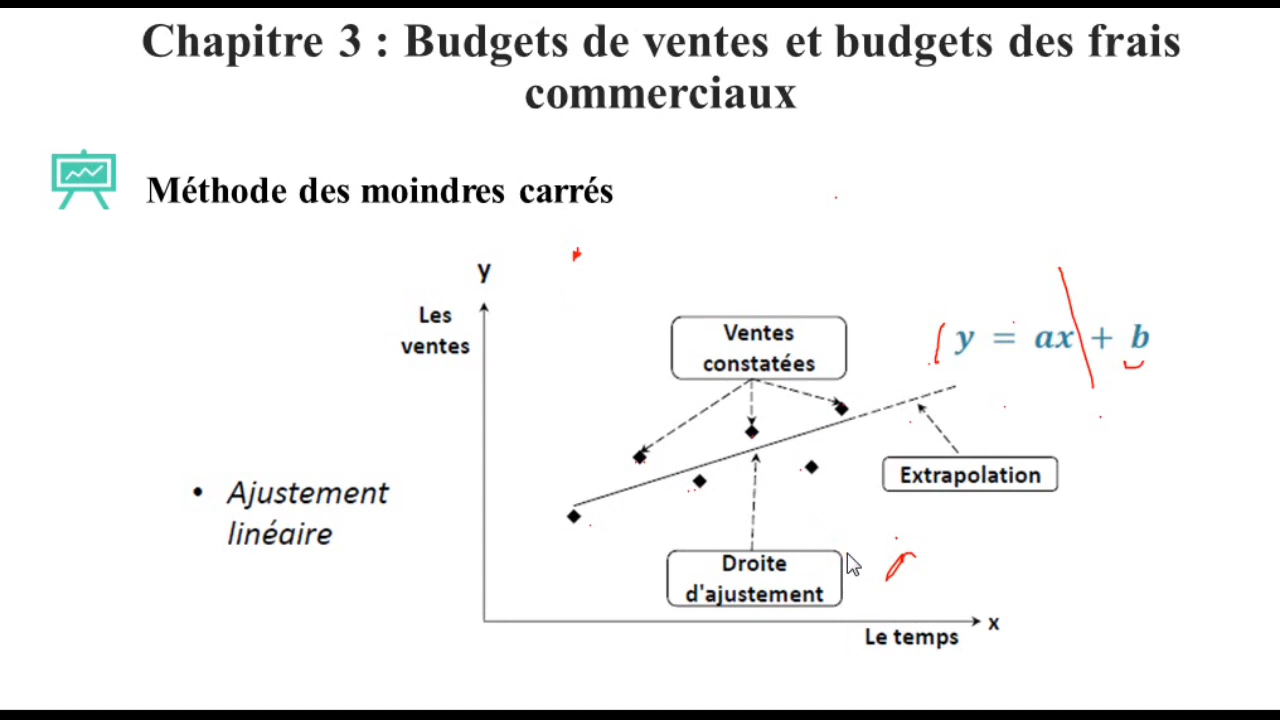 Chapitre 3 : Budgets de ventes et budgets des frais
commerciaux
Méthode des moindres carrés
y
Les
ventes
Ventes
constatées
y = ax + b
Extrapolation
• Ajustement
linéaire
Droite
d'ajustement
x
Le temps